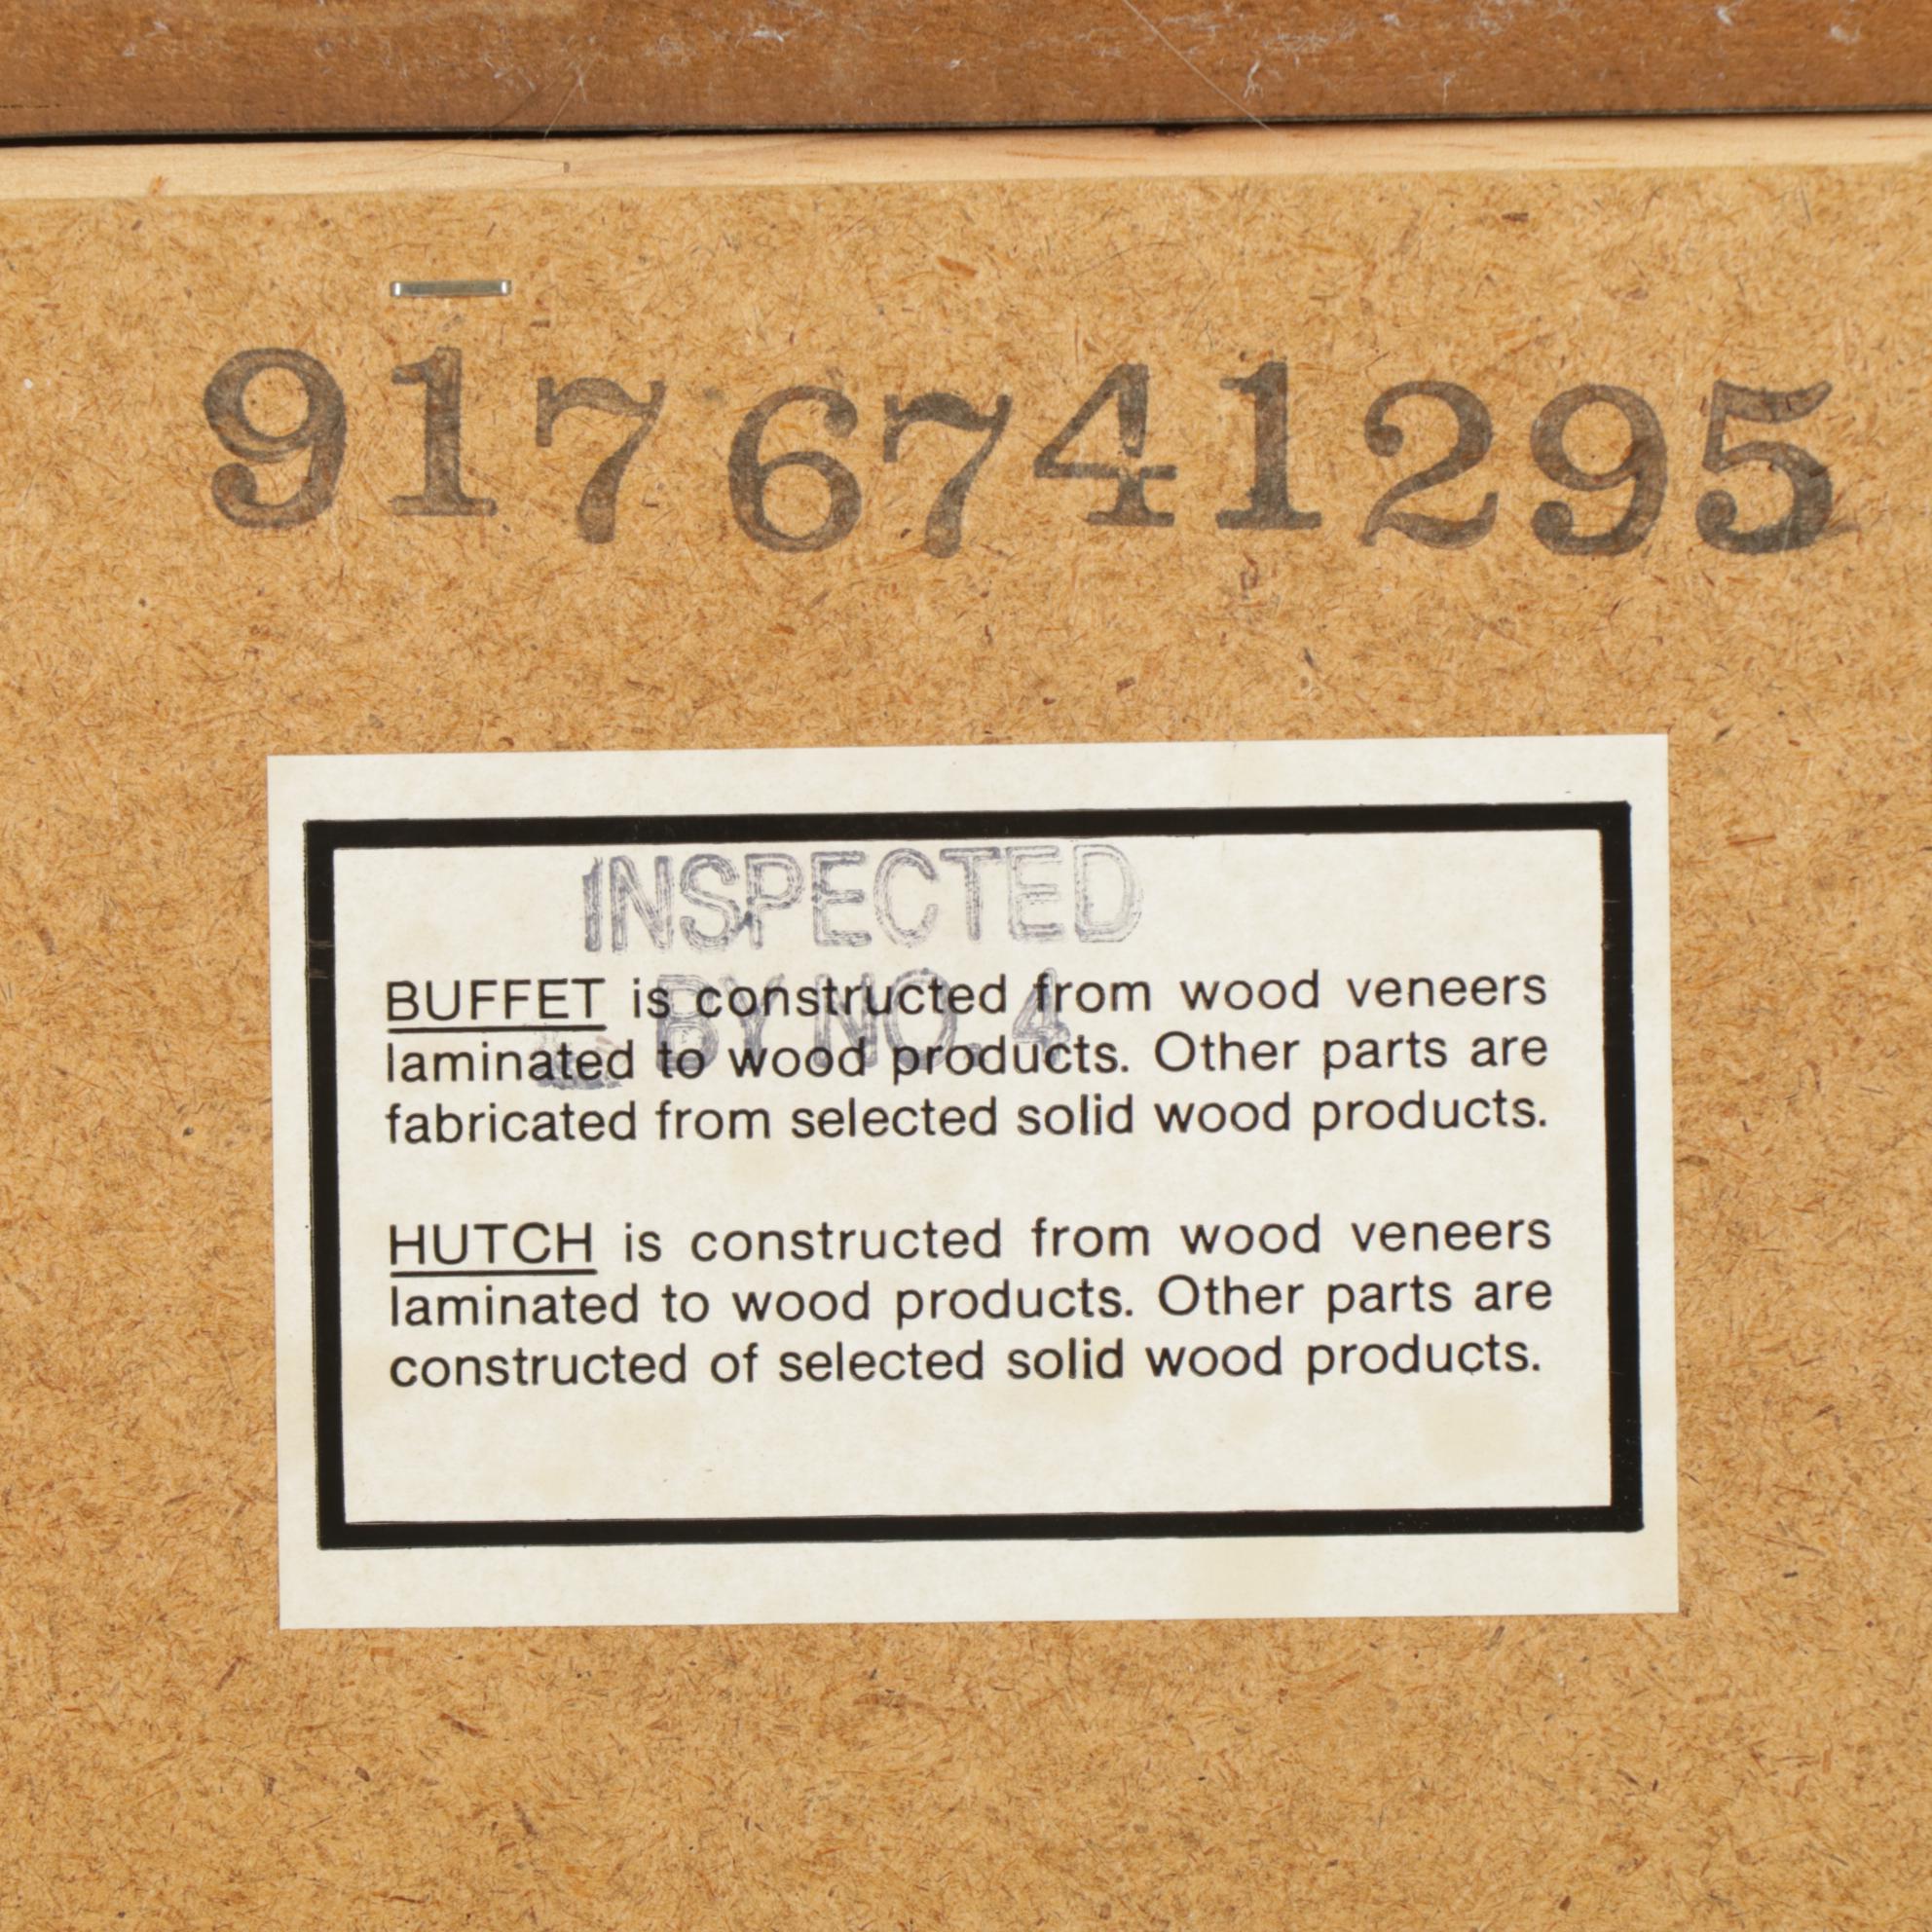 9176741295
INSPECTED
BY NO. 4
BUFFET is constructed from wood veneers
laminated to wood products. Other parts are
fabricated from selected solid wood products.
HUTCH is constructed from wood veneers
laminated to wood products. Other parts are
constructed of selected solid wood products.